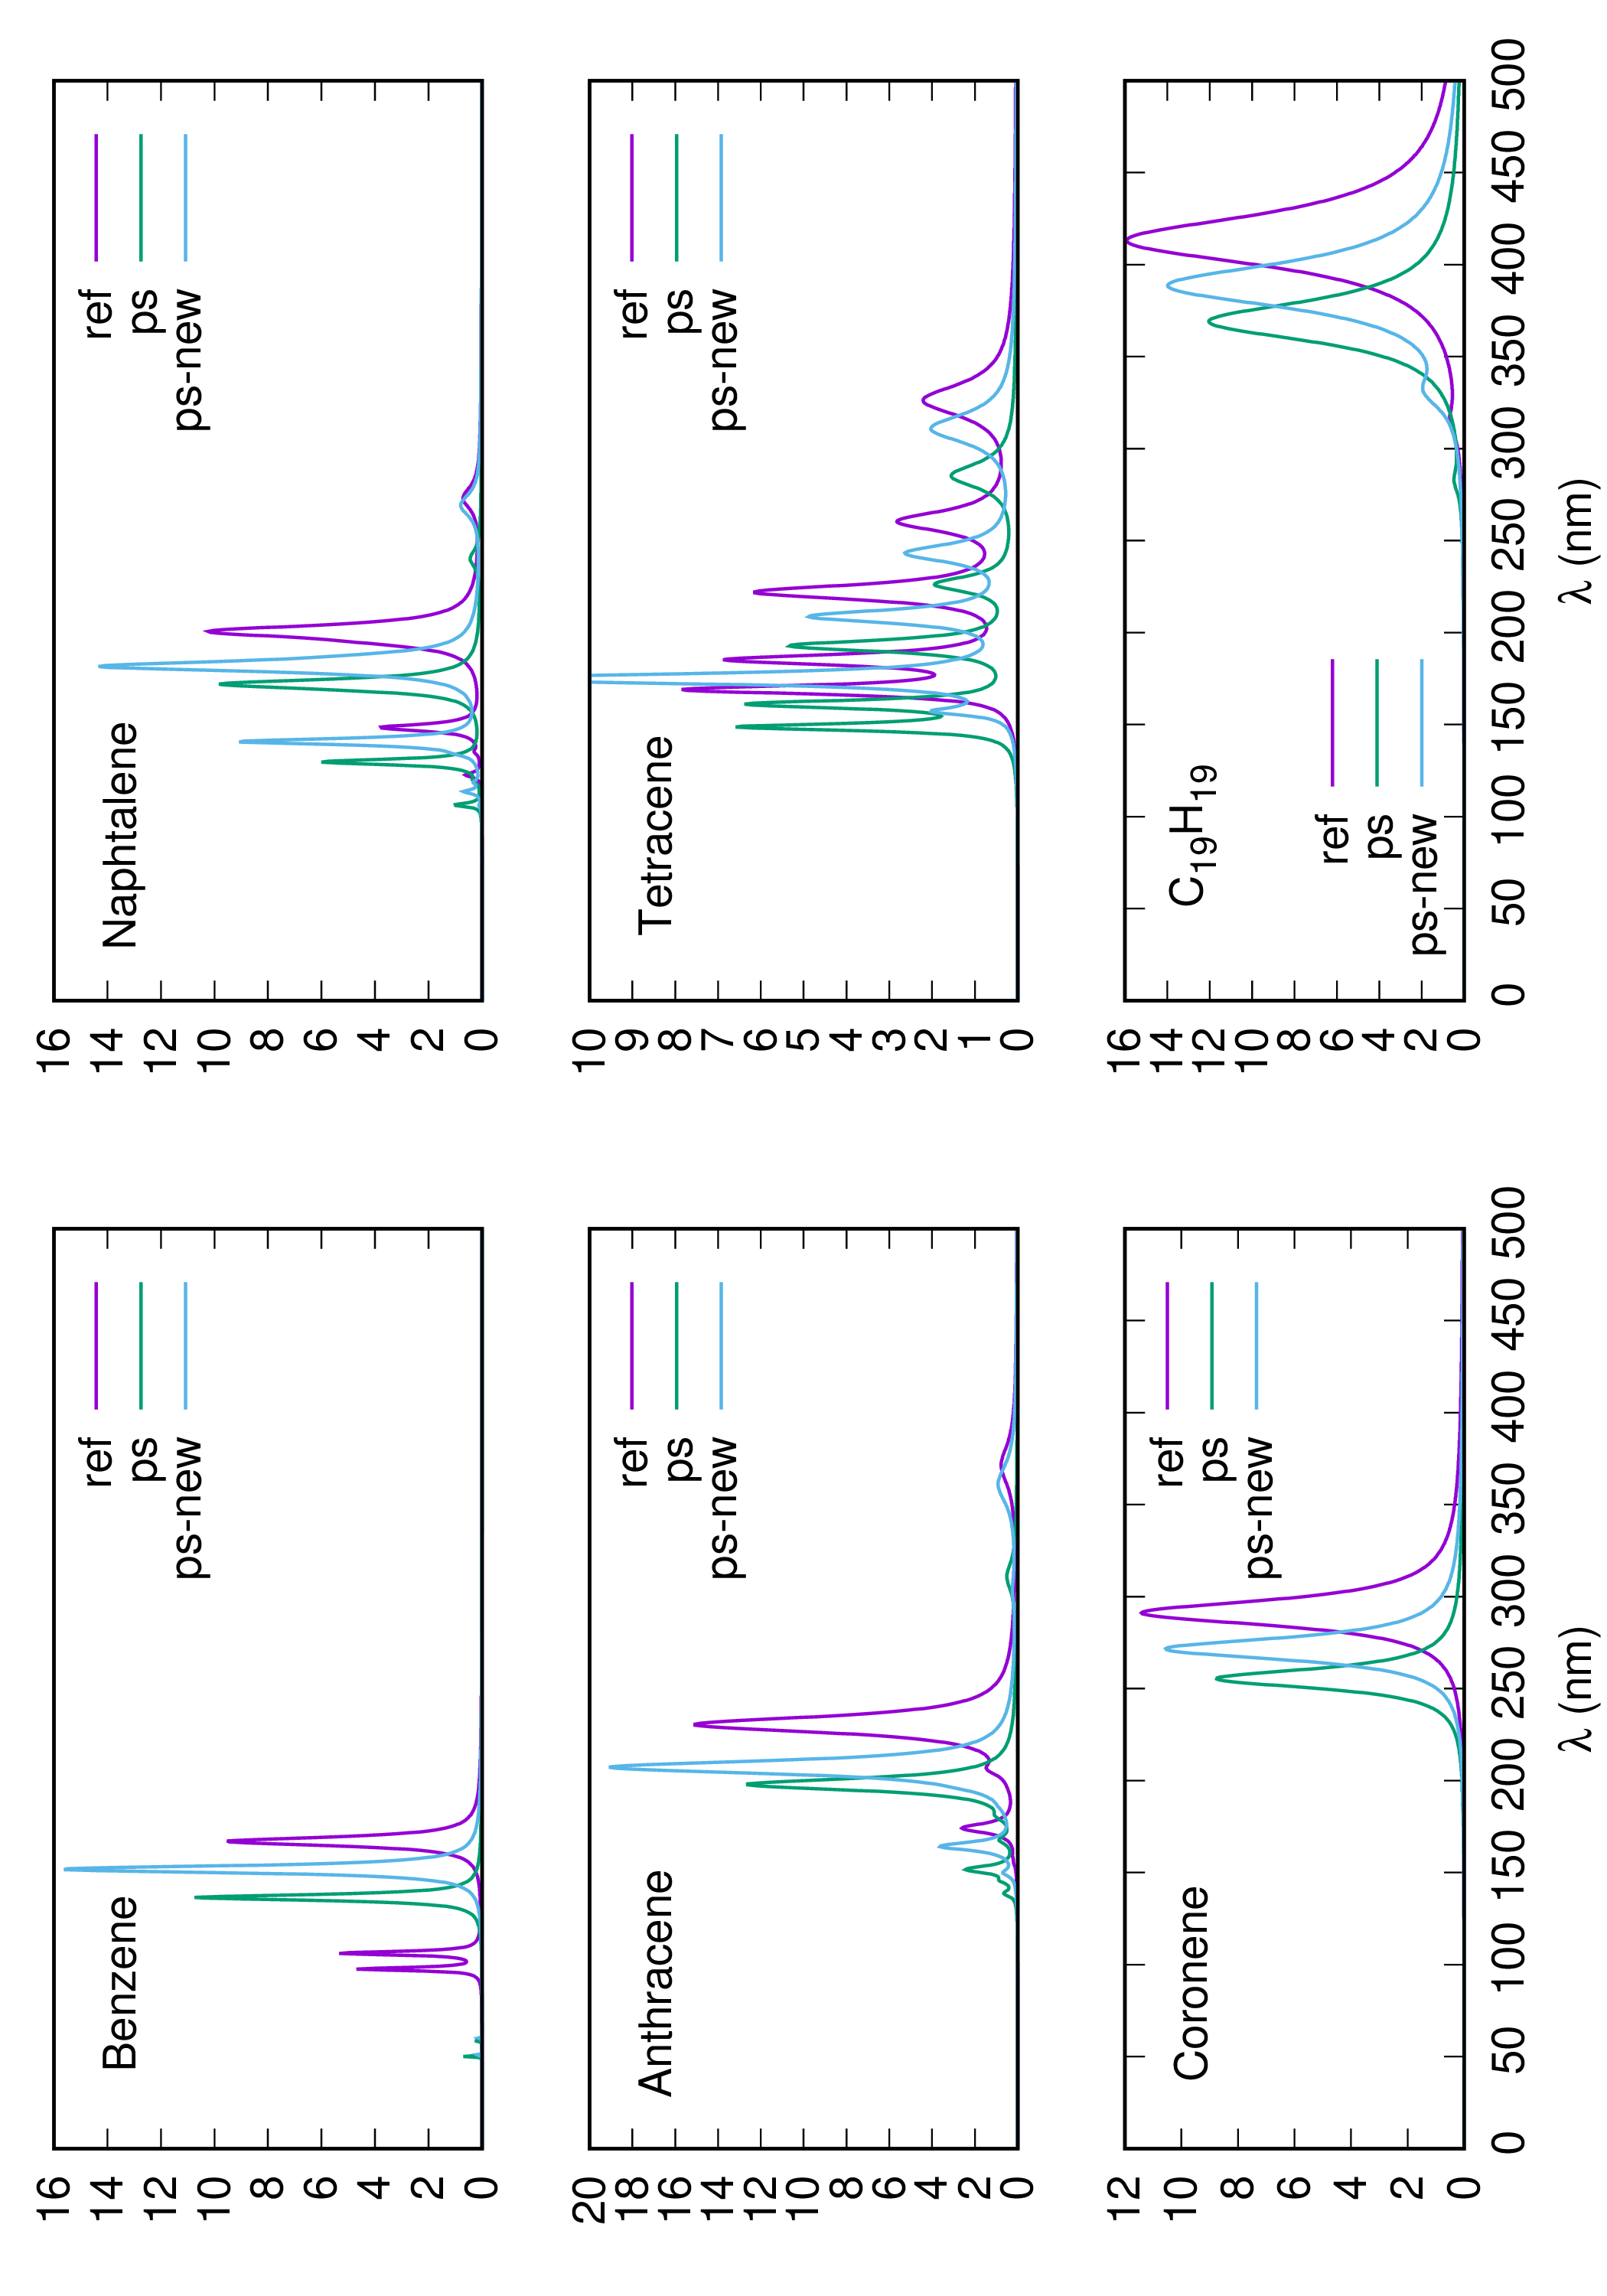 Benzene
ref
ps
ps-new
16
14
12
10
8
6
4
2
0
Naphtalene
ref
ps
ps-new
16
14
12
10
8
6
4
2
0
Anthracene
ref
ps
ps-new
20
18
16
14
12
10
8
6
4
2
0
Tetracene
ref
ps
ps-new
10
9
8
7
6
5
4
3
2
1
0
Coronene
ref
ps
ps-new
12
10
8
6
4
2
0
0 50 100 150 200 250 300 350 400 450 500
λ (nm)
C₁₉H₁₉
ref
ps
ps-new
16
14
12
10
8
6
4
2
0
0 50 100 150 200 250 300 350 400 450 500
λ (nm)